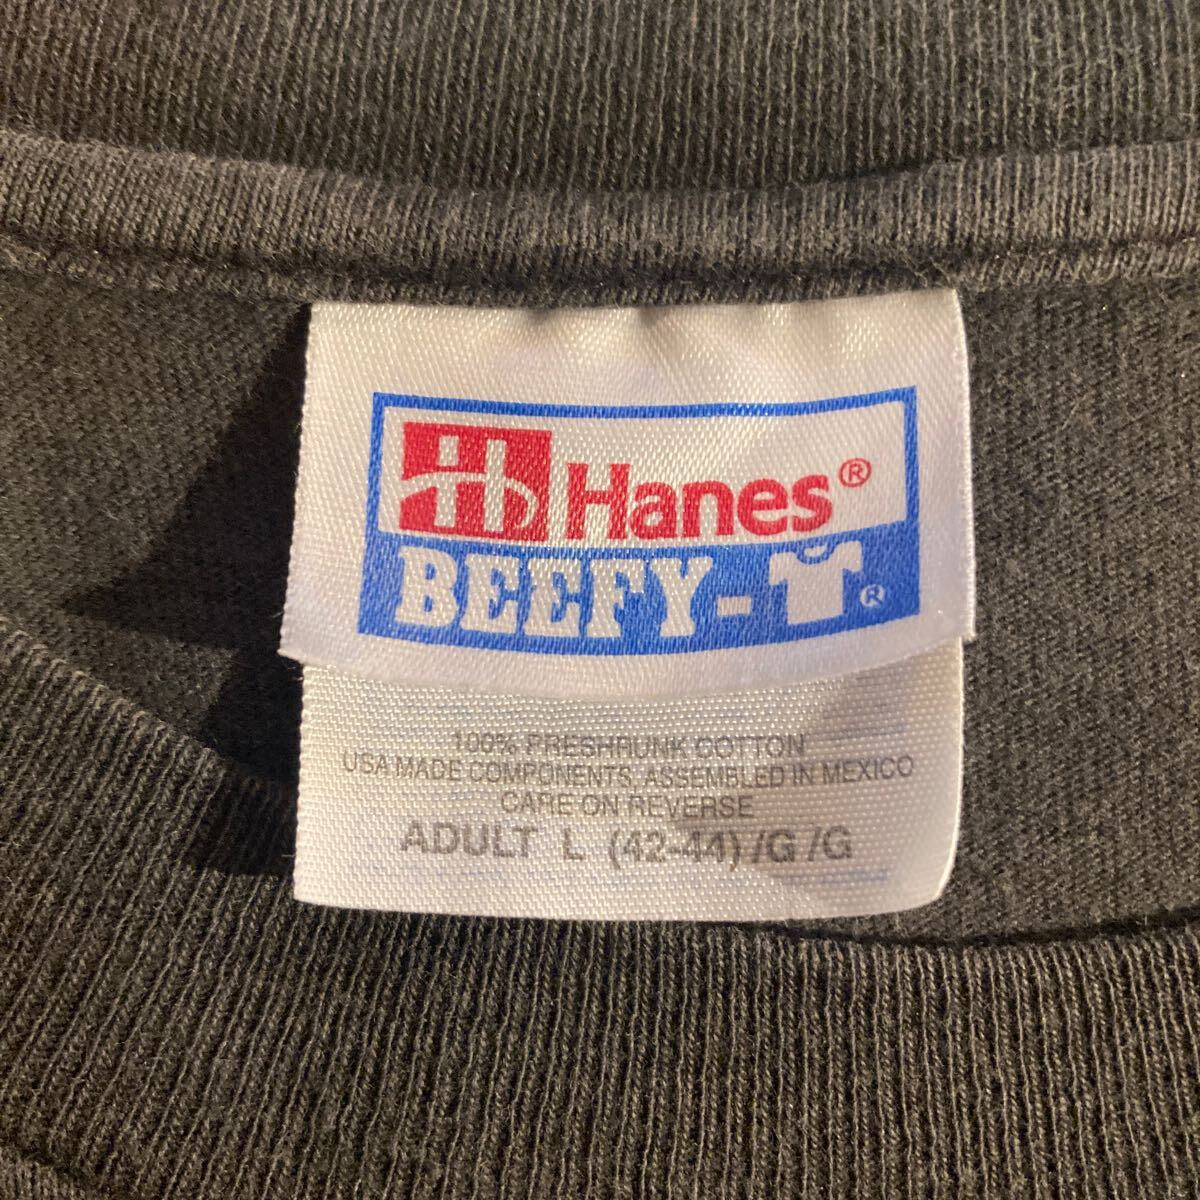 H Hanes®
BEEFY-T®
100% PRESHRUNK COTTON
USA MADE COMPONENTS, ASSEMBLED IN MEXICO
CARE ON REVERSE
ADULT L (42-44) /G /G